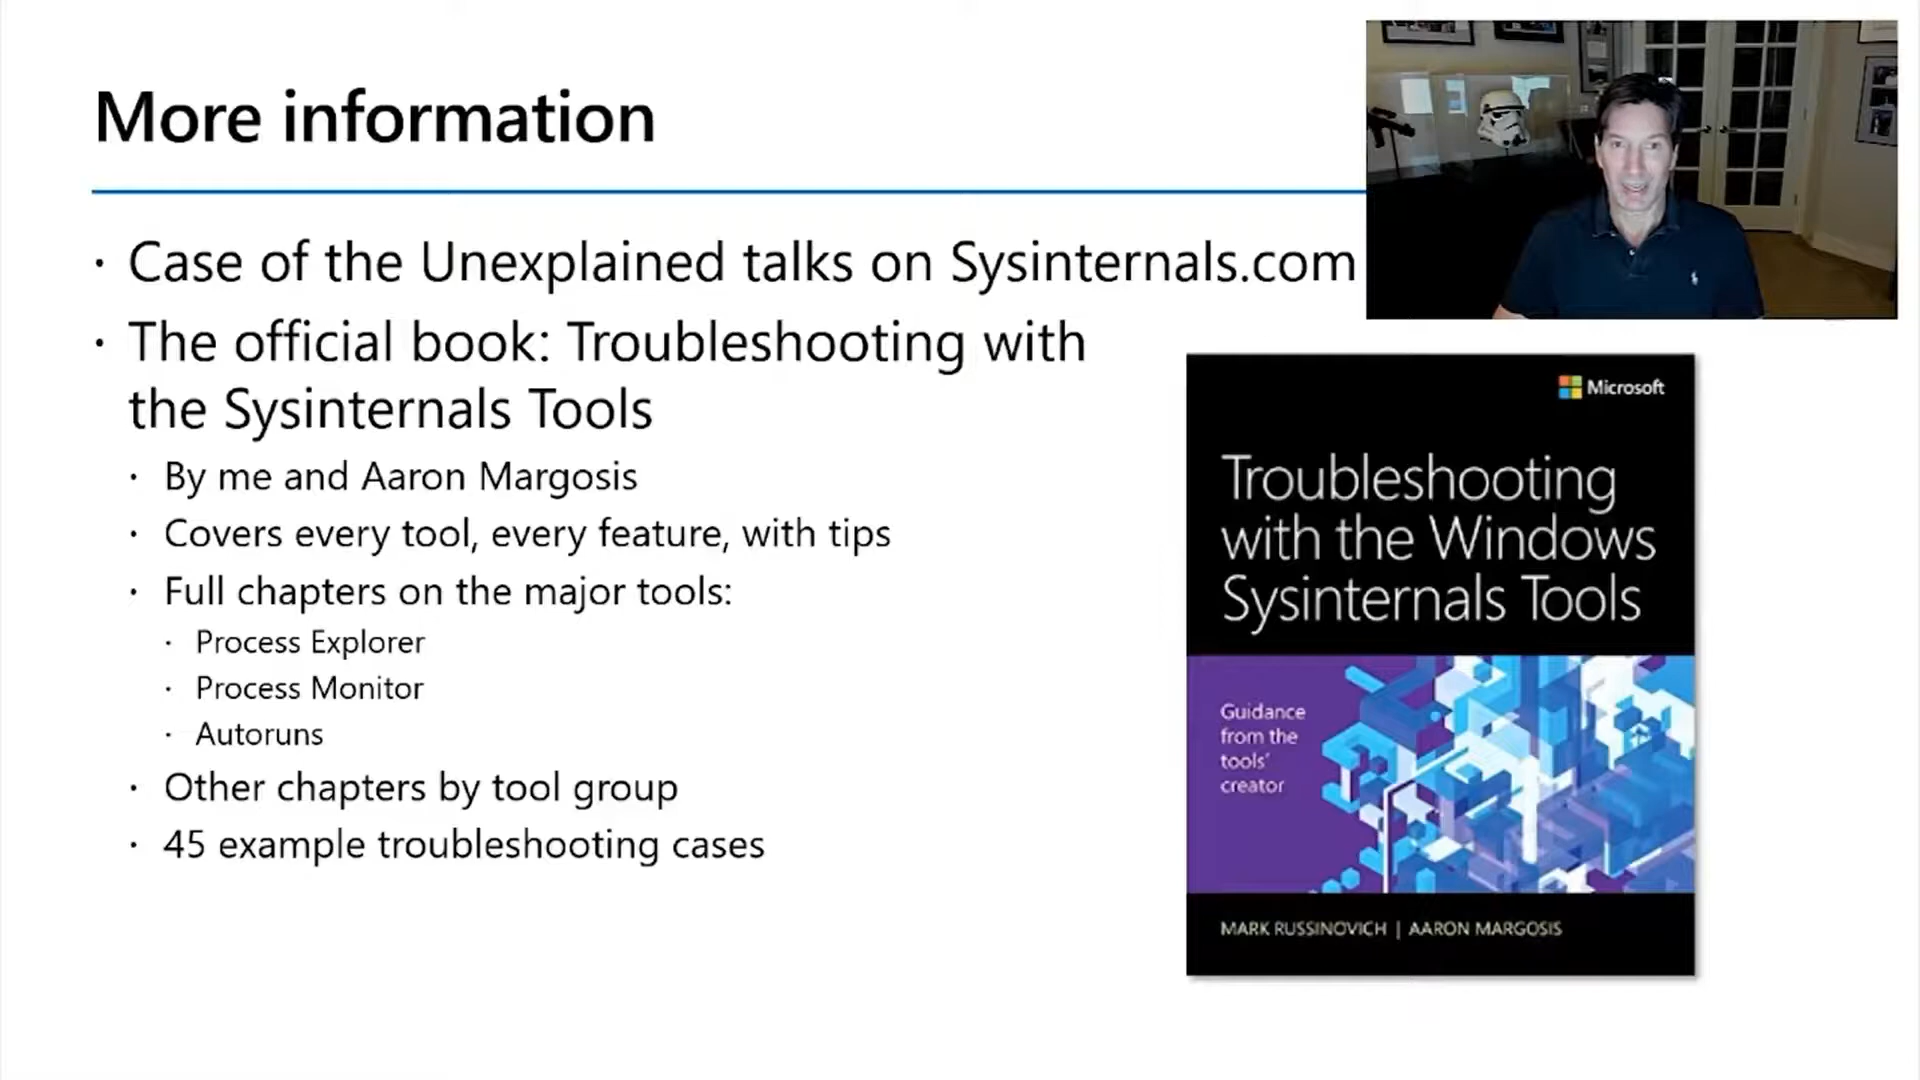 More information
· Case of the Unexplained talks on Sysinternals.com
· The official book: Troubleshooting with
the Sysinternals Tools
· By me and Aaron Margosis
· Covers every tool, every feature, with tips
· Full chapters on the major tools:
· Process Explorer
· Process Monitor
· Autoruns
· Other chapters by tool group
· 45 example troubleshooting cases
Microsoft
Troubleshooting
with the Windows
Sysinternals Tools
Guidance
from the
tools'
creator
MARK RUSSINOVICH | AARON MARGOSIS